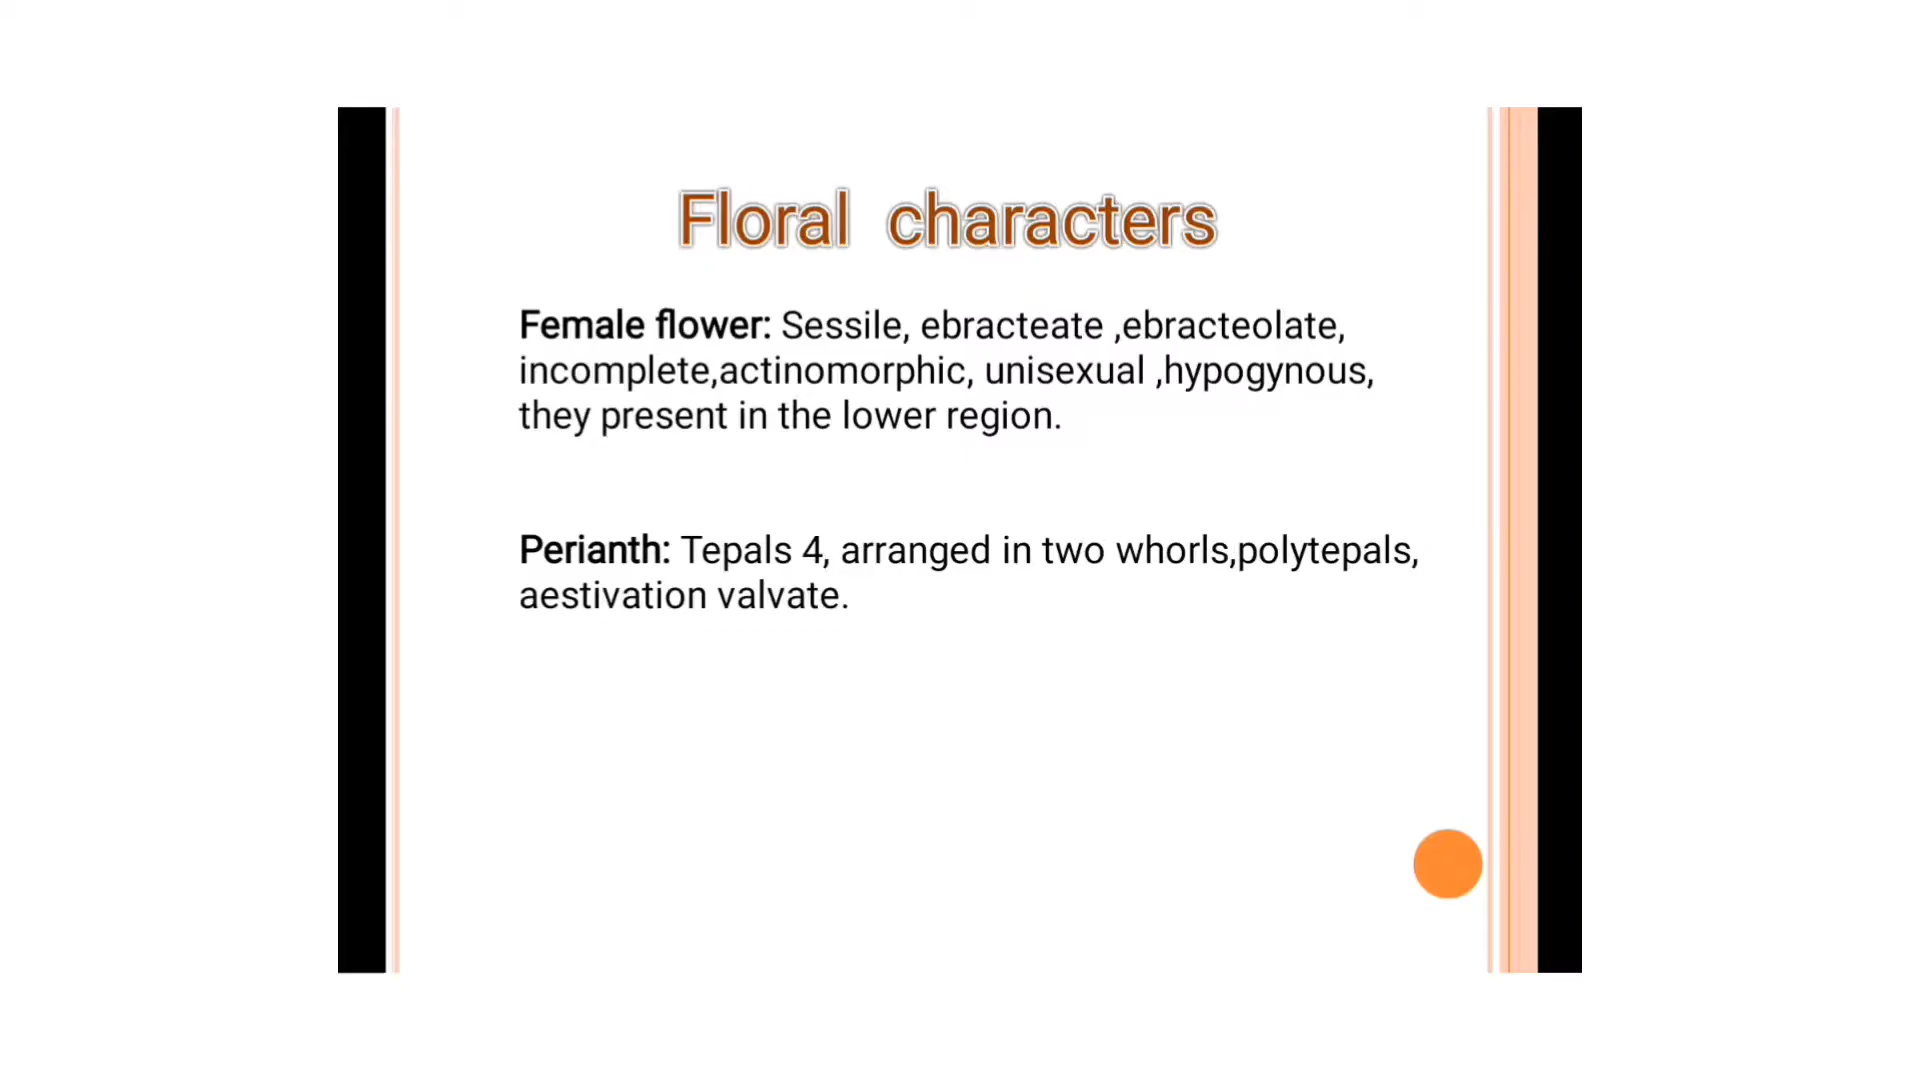 Floral characters
Female flower: Sessile, ebracteate ,ebracteolate,
incomplete,actinomorphic, unisexual ,hypogynous,
they present in the lower region.
Perianth: Tepals 4, arranged in two whorls,polytepals,
aestivation valvate.